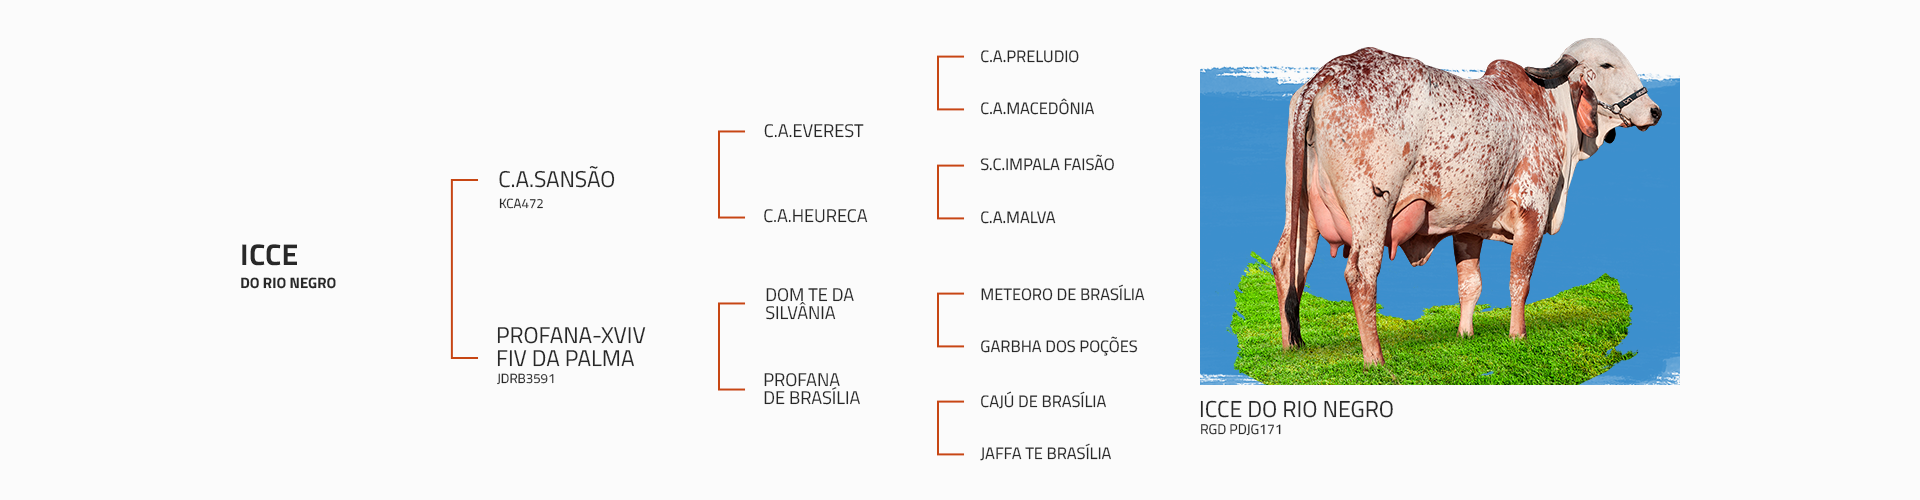 ICCE
DO RIO NEGRO
C.A.SANSÃO
KCA472
PROFANA-XVIV
FIV DA PALMA
JDRB3591
C.A.EVEREST
C.A.HEURECA
DOM TE DA
SILVÂNIA
PROFANA
DE BRASÍLIA
C.A.PRELUDIO
C.A.MACEDÔNIA
S.C.IMPALA FAISÃO
C.A.MALVA
METEORO DE BRASÍLIA
GARBHA DOS POÇÕES
CAJÚ DE BRASÍLIA
JAFFA TE BRASÍLIA
ICCE DO RIO NEGRO
RGD PDJG171